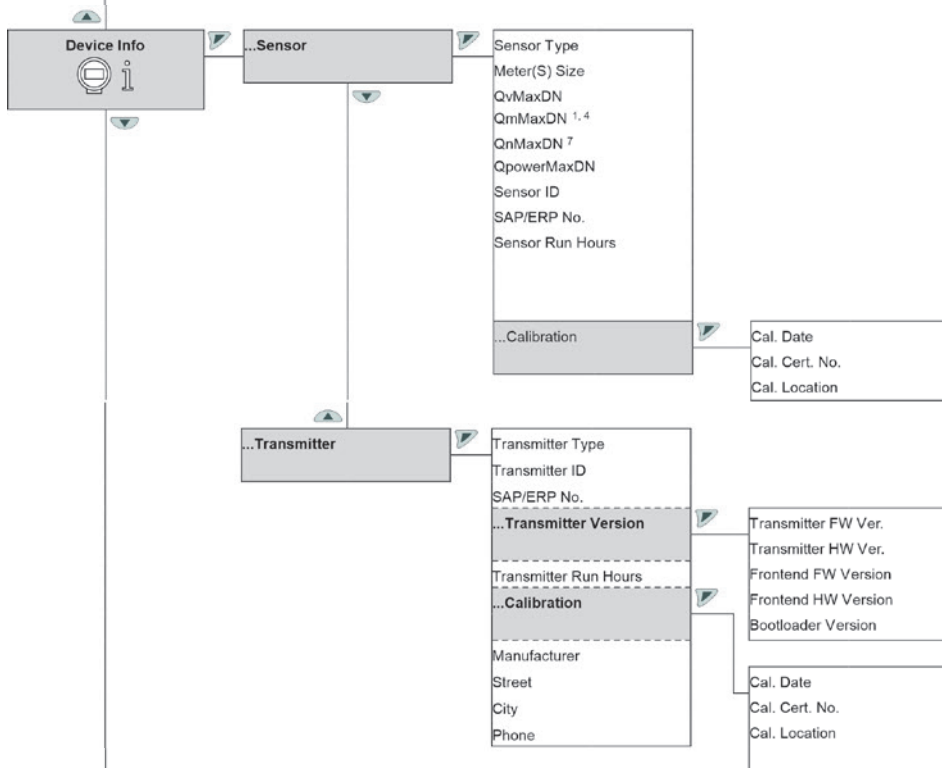 Device Info
...Sensor
Sensor Type
Meter(S) Size
QvMaxDN
QmMaxDN 1, 4
QnMaxDN 7
QpowerMaxDN
Sensor ID
SAP/ERP No.
Sensor Run Hours
...Calibration
Cal. Date
Cal. Cert. No.
Cal. Location
...Transmitter
Transmitter Type
Transmitter ID
SAP/ERP No.
...Transmitter Version
Transmitter FW Ver.
Transmitter HW Ver.
Frontend FW Version
Frontend HW Version
Bootloader Version
Transmitter Run Hours
...Calibration
Cal. Date
Cal. Cert. No.
Cal. Location
Manufacturer
Street
City
Phone